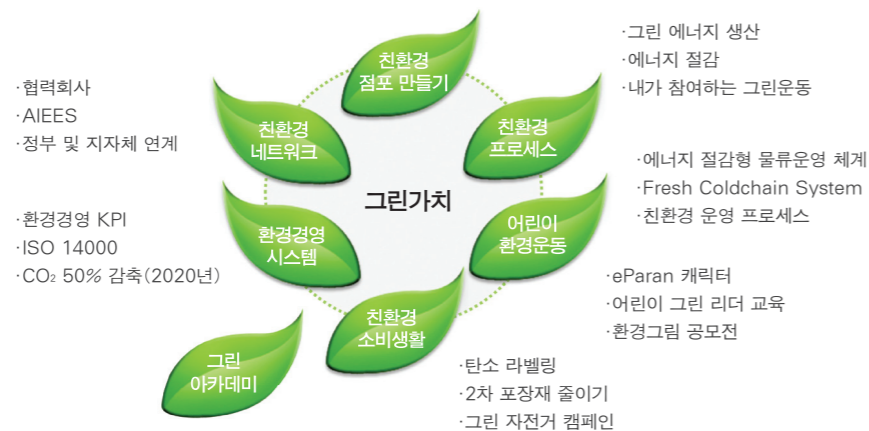 친환경
점포 만들기
·그린 에너지 생산
·에너지 절감
·내가 참여하는 그린운동
친환경
프로세스
·에너지 절감형 물류운영 체계
·Fresh Coldchain System
·친환경 운영 프로세스
어린이
환경운동
·eParan 캐릭터
·어린이 그린 리더 교육
·환경그림 공모전
친환경
소비생활
·탄소 라벨링
·2차 포장재 줄이기
·그린 자전거 캠페인
그린
아카데미
환경경영
시스템
·환경경영 KPI
·ISO 14000
·CO₂ 50% 감축(2020년)
친환경
네트워크
·협력회사
·AIEES
·정부 및 지자체 연계
그린가치